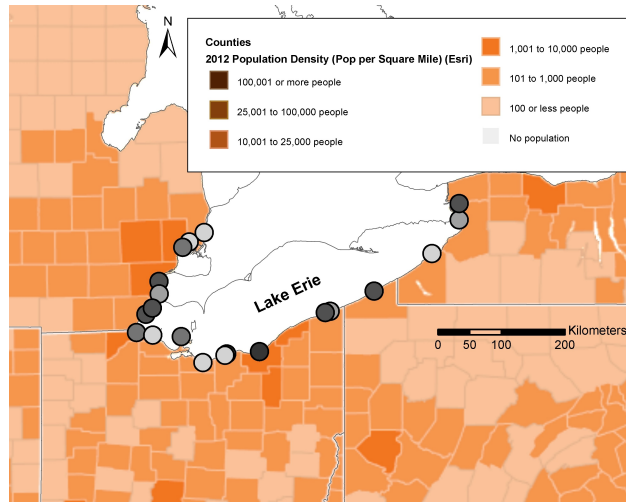 N
Counties
2012 Population Density (Pop per Square Mile) (Esri)
100,001 or more people
25,001 to 100,000 people
10,001 to 25,000 people
1,001 to 10,000 people
101 to 1,000 people
100 or less people
No population
Lake Erie
Kilometers
0 50 100 200